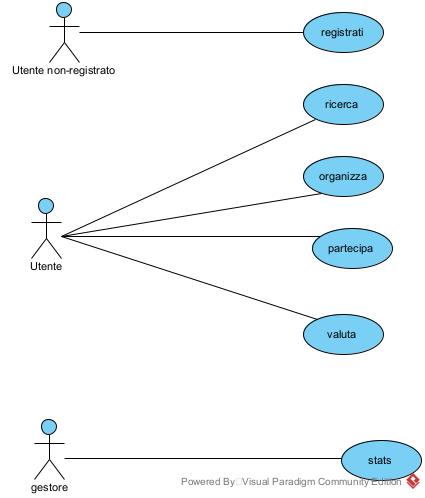 registrati
Utente non-registrato
ricerca
organizza
partecipa
Utente
valuta
stats
Powered By Visual Paradigm Community Edition
gestore